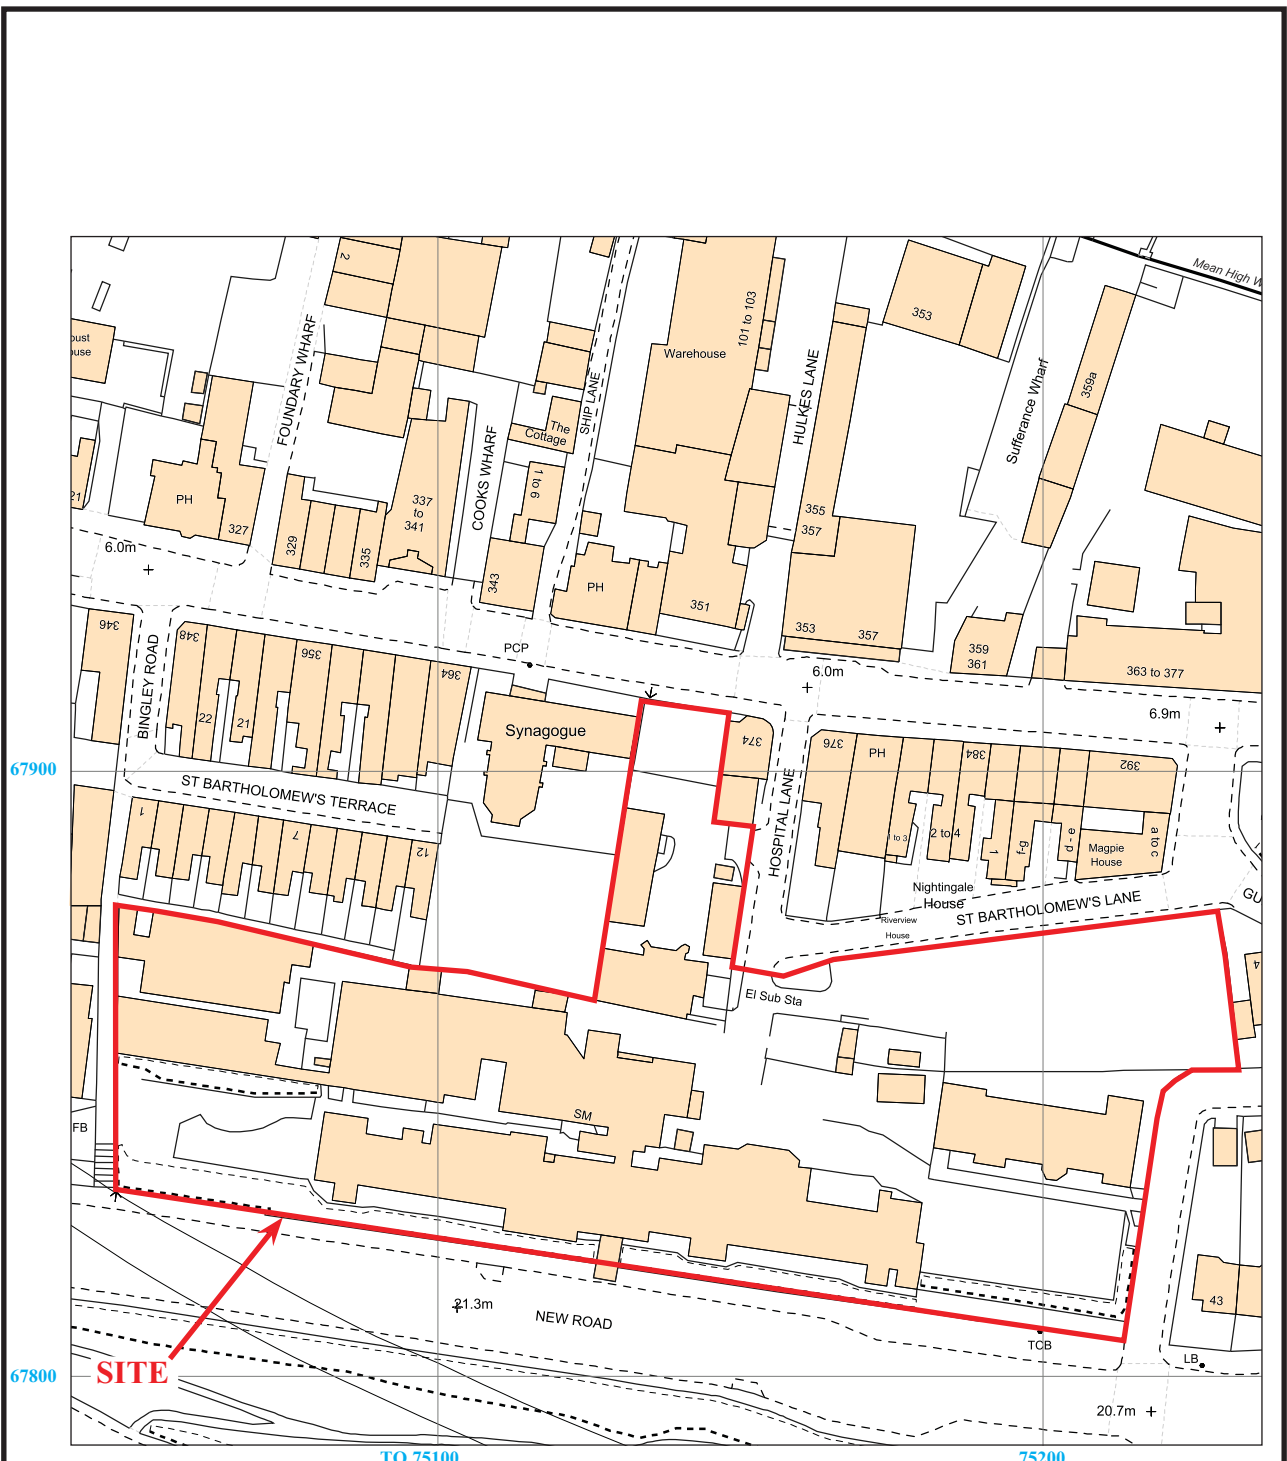 Mean High W
2
353
101 to 103
oust
use
Warehouse
FOUNDARY WHARF
HULKES LANE
SHIP LANE
Sufferance Wharf
359a
The
Cottage
COOKS WHARF
1 to 6
21
PH
327
329
335
337
to
341
355
357
6.0m
343
PH
351
353
357
359
361
363 to 377
346
348
356
364
PCP
BINGLEY ROAD
22
21
Synagogue
6.0m
6.9m
374
376
PH
384
392
67900
ST BARTHOLOMEW'S TERRACE
1
7
12
HOSPITAL LANE
1 to 3
2 to 4
1
f-g
e - d
a to c
Magpie
House
Nightingale
House
Riverview
House
ST BARTHOLOMEW'S LANE
GU
El Sub Sta
4
SM
FB
21.3m
NEW ROAD
43
TCB
LB
67800
SITE
20.7m
TQ 75100
75200